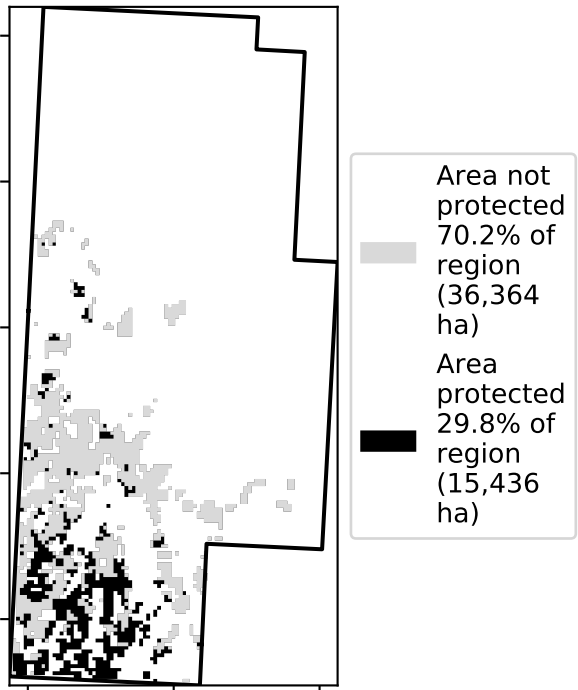 Area not
protected
70.2% of
region
(36,364
ha)
Area
protected
29.8% of
region
(15,436
ha)